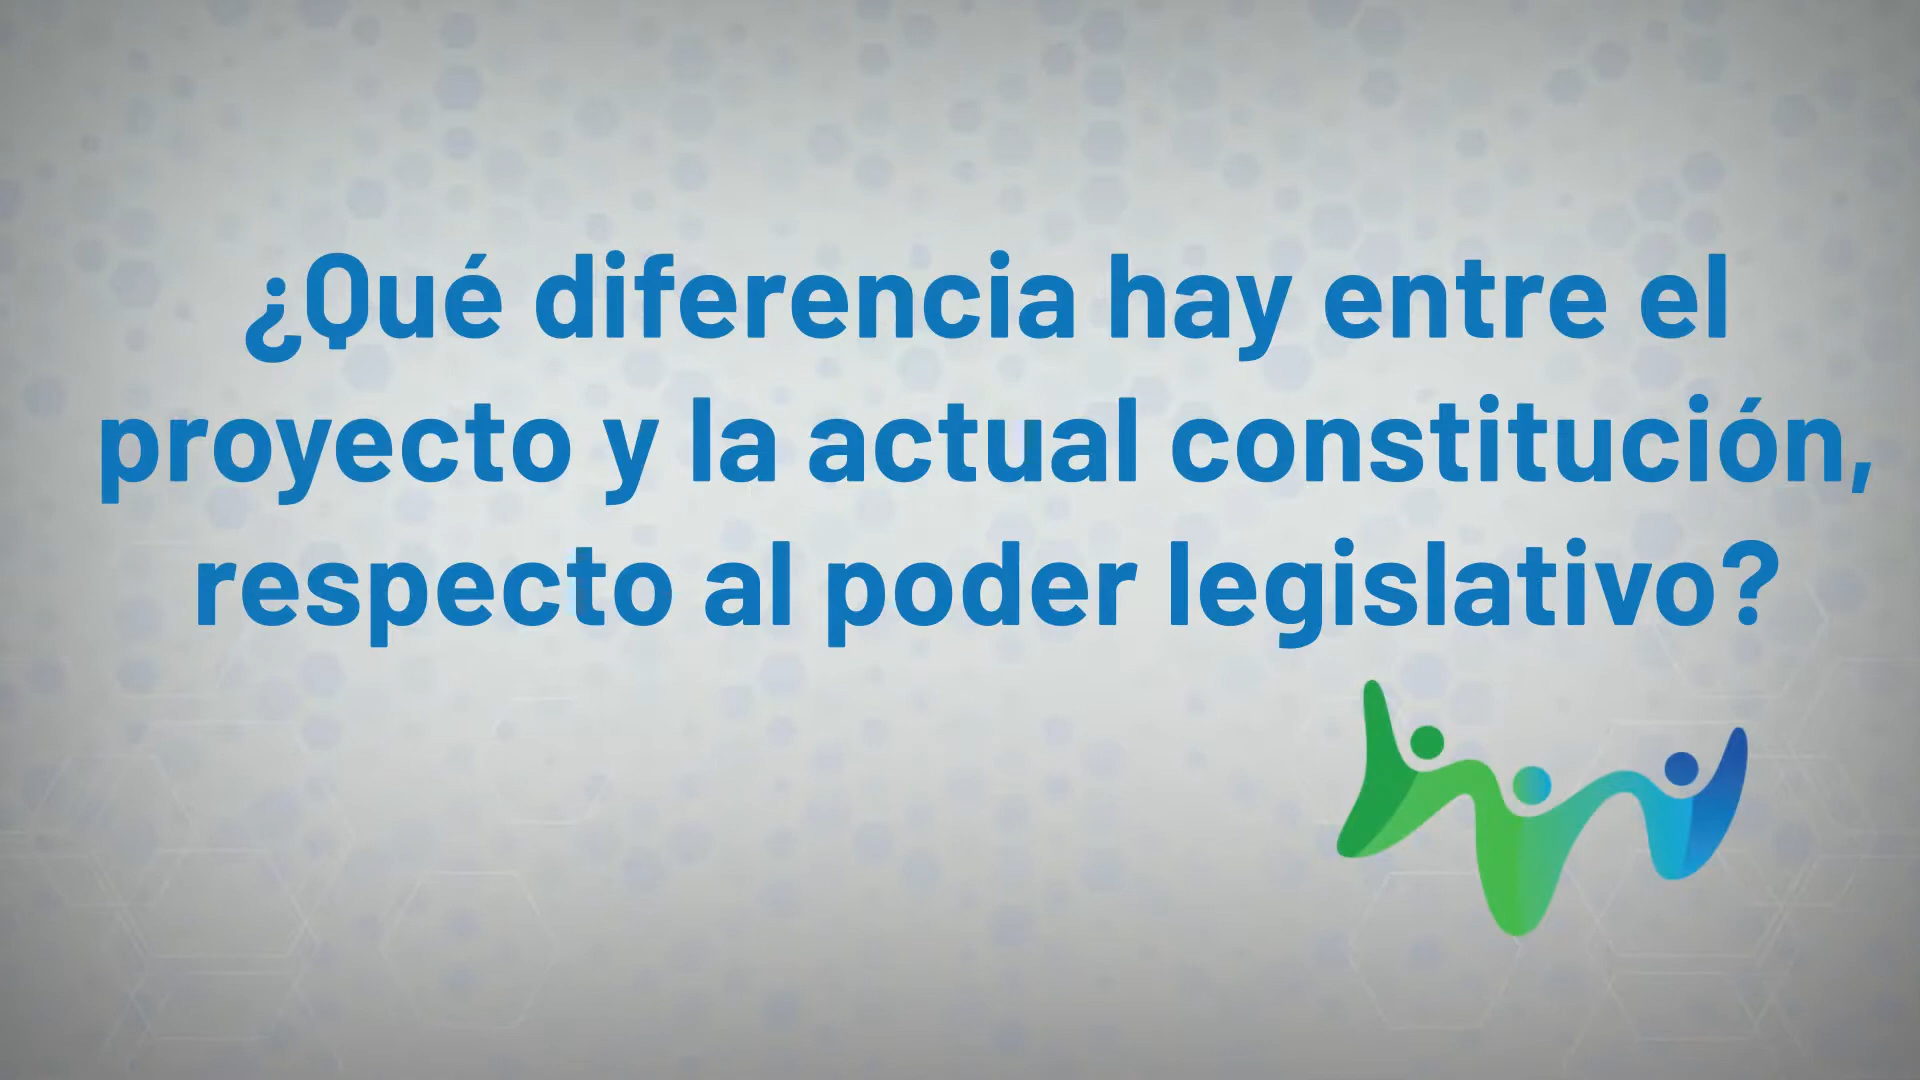 ¿Qué diferencia hay entre el
proyecto y la actual constitución,
respecto al poder legislativo?